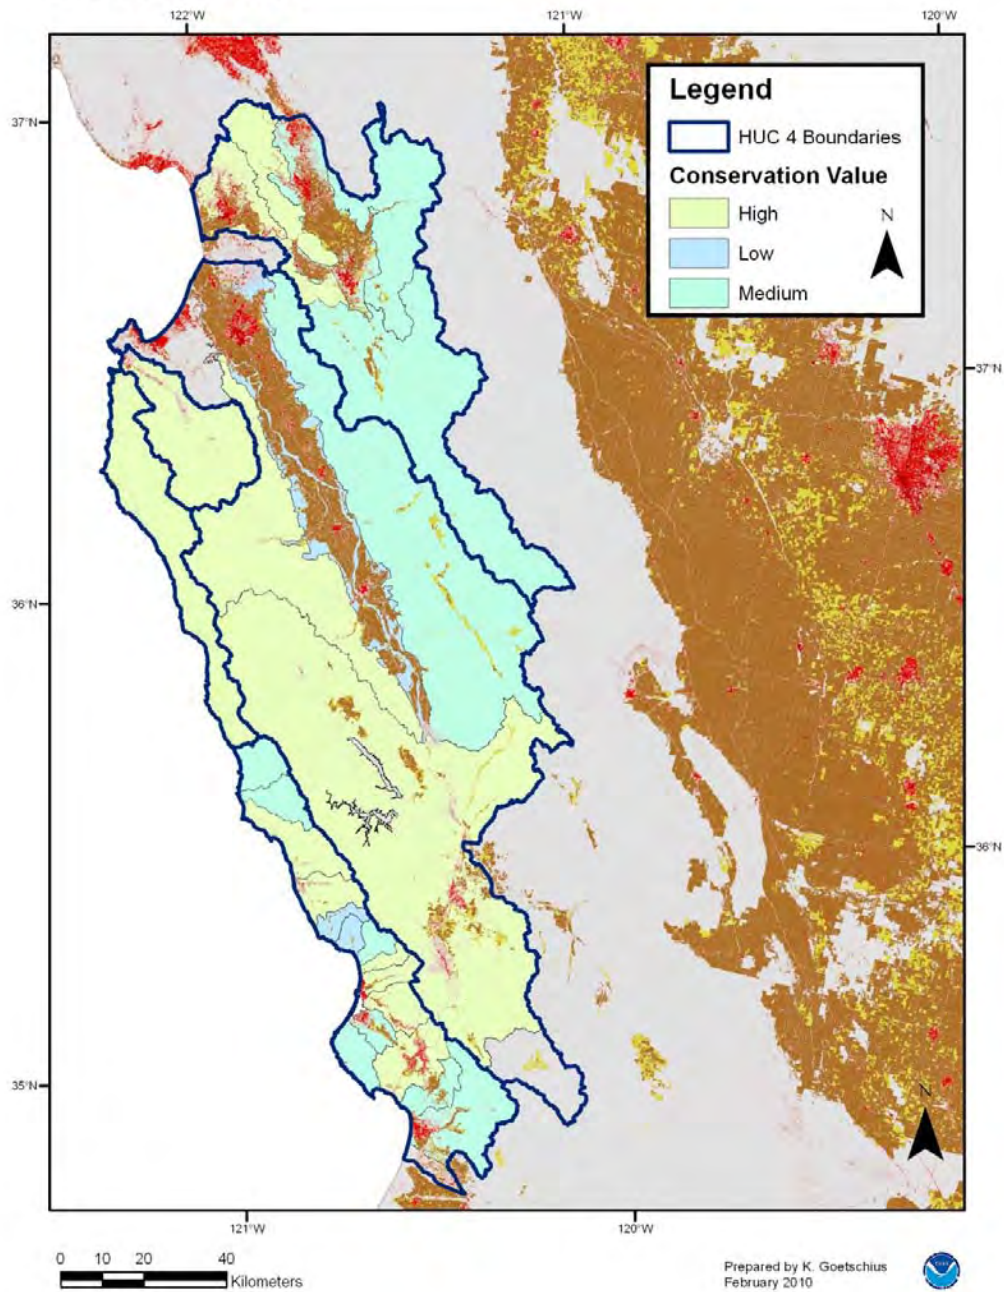 122°W
121°W
120°W
37°N
Legend
HUC 4 Boundaries
Conservation Value
High
Low
Medium
N
37°N
36°N
36°N
35°N
N
121°W
120°W
0 10 20 40
Kilometers
Prepared by K. Goetschius
February 2010